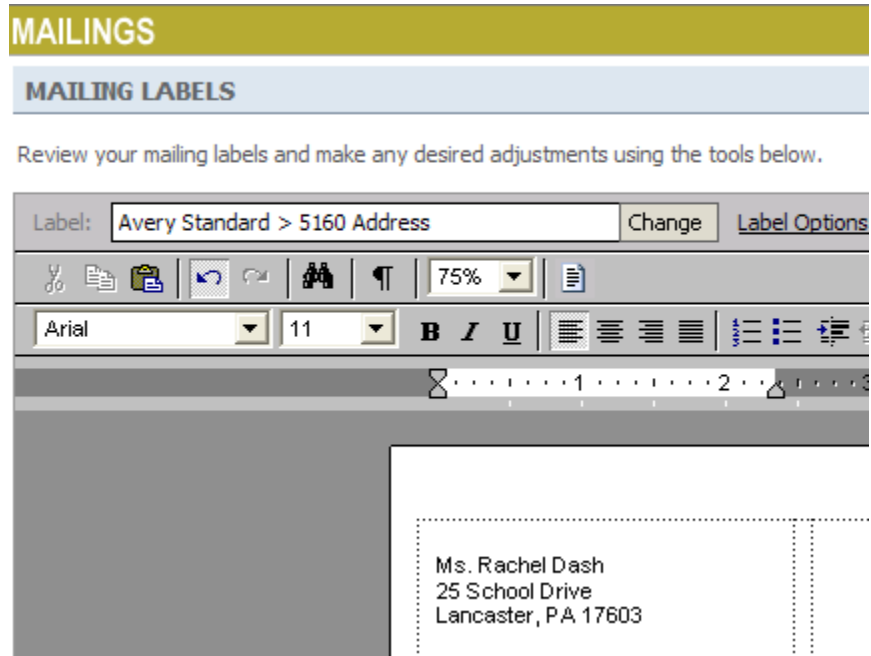 MAILINGS
MAILING LABELS
Review your mailing labels and make any desired adjustments using the tools below.
Label: Avery Standard > 5160 Address Change Label Options
75%
Arial 11 B I U
1 2 3
Ms. Rachel Dash
25 School Drive
Lancaster, PA 17603